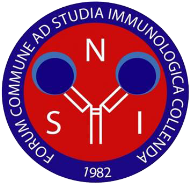 FORUM COMMUNE AD STUDIA IMMUNOLOGICA COLLENDA
N
S I
1982